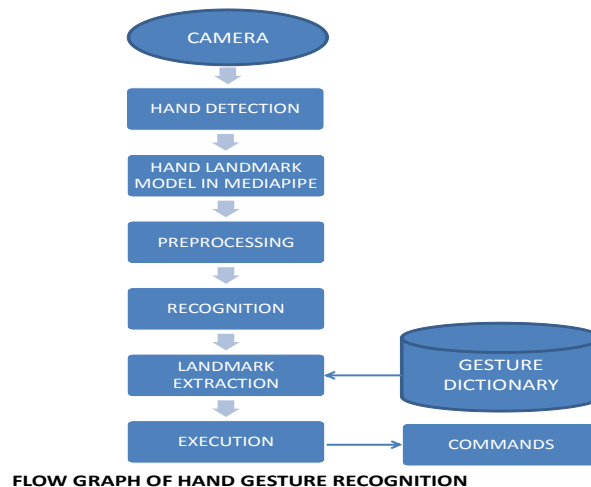 CAMERA
HAND DETECTION
HAND LANDMARK
MODEL IN MEDIAPIPE
PREPROCESSING
RECOGNITION
LANDMARK
EXTRACTION
GESTURE
DICTIONARY
EXECUTION
COMMANDS
FLOW GRAPH OF HAND GESTURE RECOGNITION